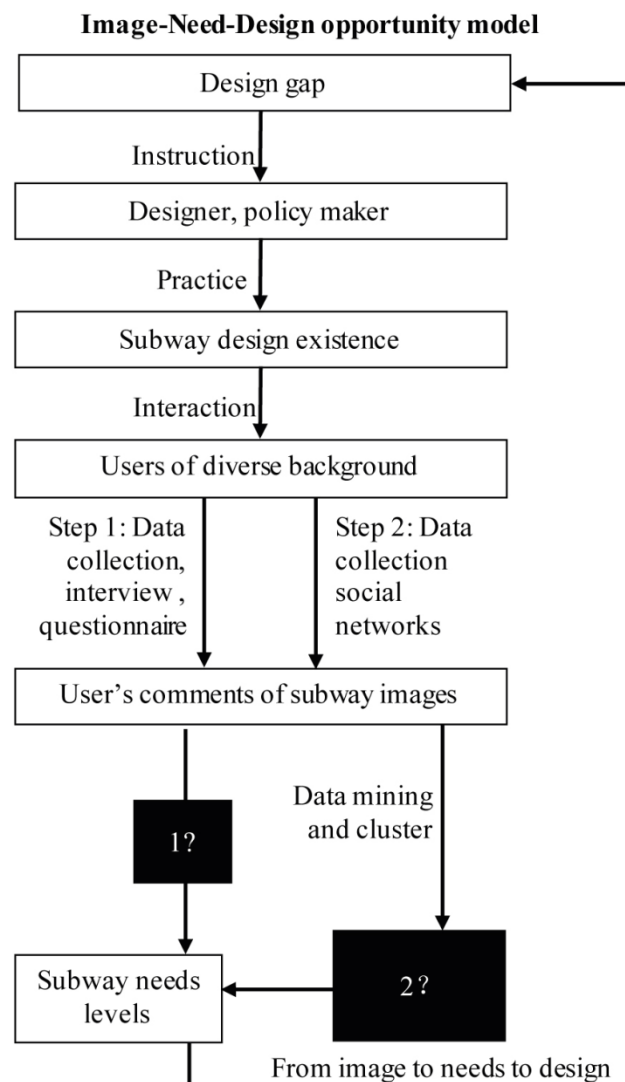 Image-Need-Design opportunity model
Design gap
Instruction
Designer, policy maker
Practice
Subway design existence
Interaction
Users of diverse background
Step 1: Data
collection,
interview ,
questionnaire
Step 2: Data
collection
social
networks
User's comments of subway images
Data mining
and cluster
1?
Subway needs
levels
2?
From image to needs to design